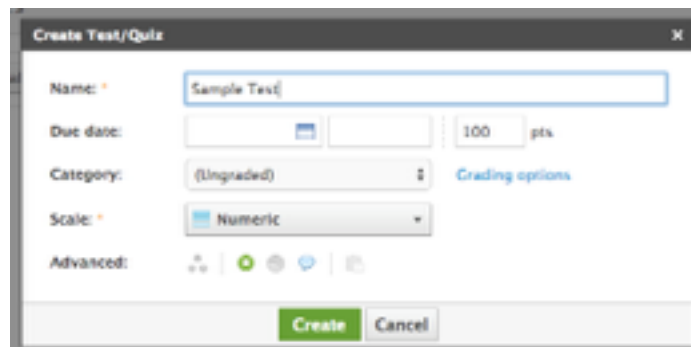 Create Test/Quiz x
Name: * Sample Test
Due date: 100 pts
Category: (Ungraded) Grading options
Scale: * Numeric
Advanced:
Create Cancel